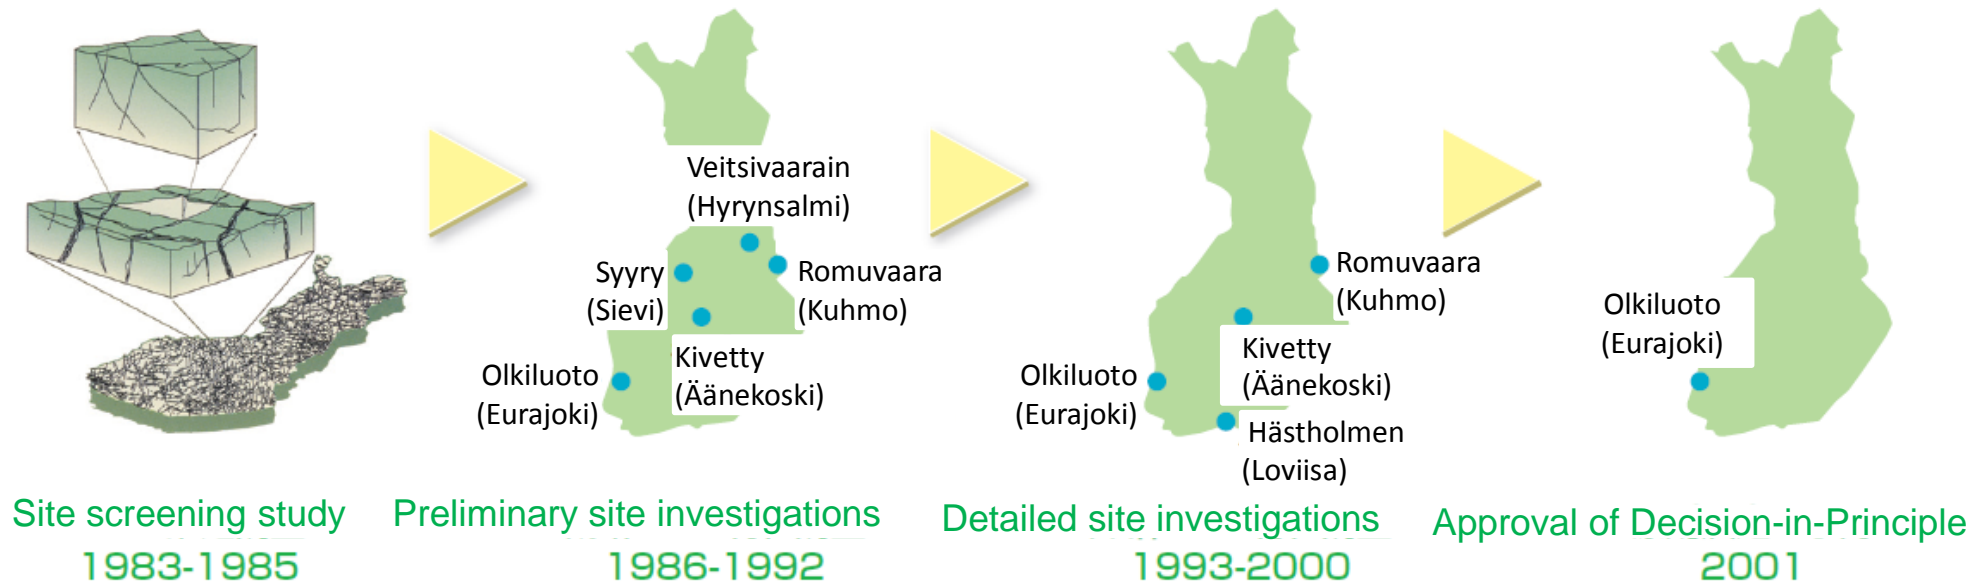 Veitsivaarain
(Hyrynsalmi)
Syyry
(Sievi)
Romuvaara
(Kuhmo)
Kivetty
(Äänekoski)
Olkiluoto
(Eurajoki)
Romuvaara
(Kuhmo)
Kivetty
(Äänekoski)
Olkiluoto
(Eurajoki)
Hästholmen
(Loviisa)
Olkiluoto
(Eurajoki)
Site screening study
1983-1985
Preliminary site investigations
1986-1992
Detailed site investigations
1993-2000
Approval of Decision-in-Principle
2001